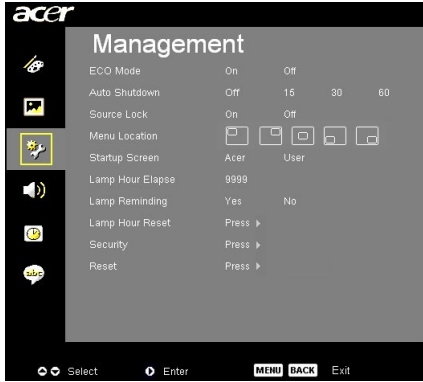 acer
Management
ECO Mode On Off
Auto Shutdown Off 15 30 60
Source Lock On Off
Menu Location
Startup Screen Acer User
Lamp Hour Elapse 9999
Lamp Reminding Yes No
Lamp Hour Reset Press
Security Press
abc
Reset Press
Select Enter MENU BACK Exit